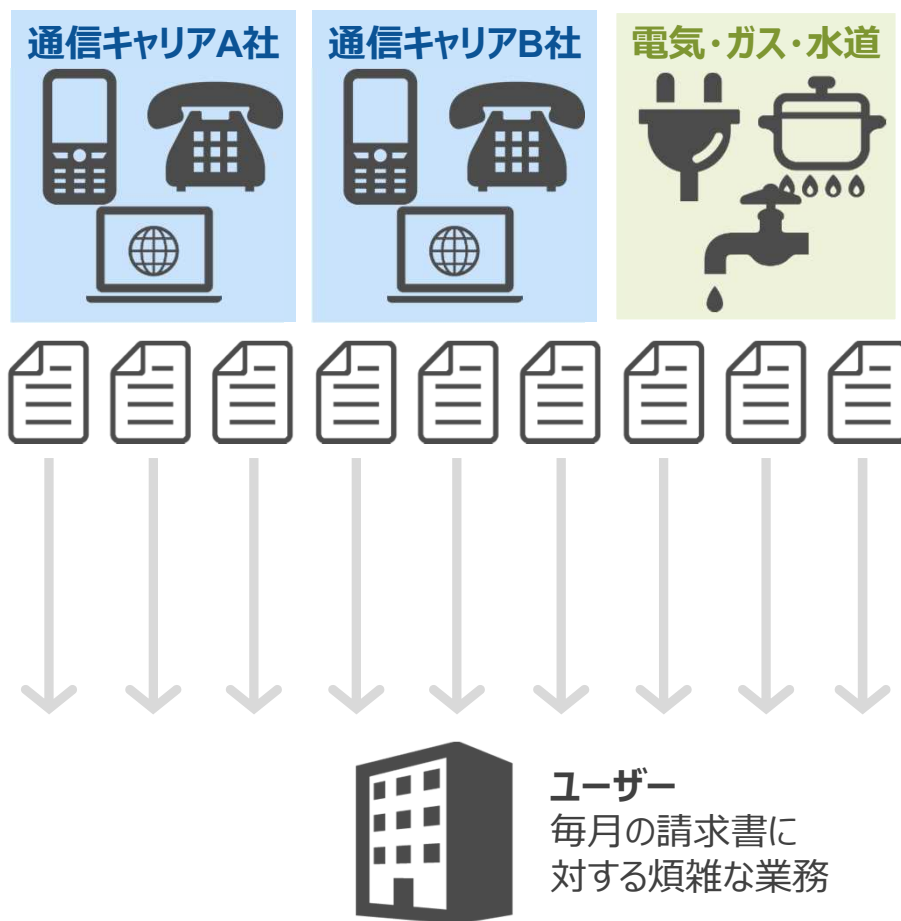 通信キャリアA社
通信キャリアB社
電気・ガス・水道
ユーザー
毎月の請求書に
対する煩雑な業務